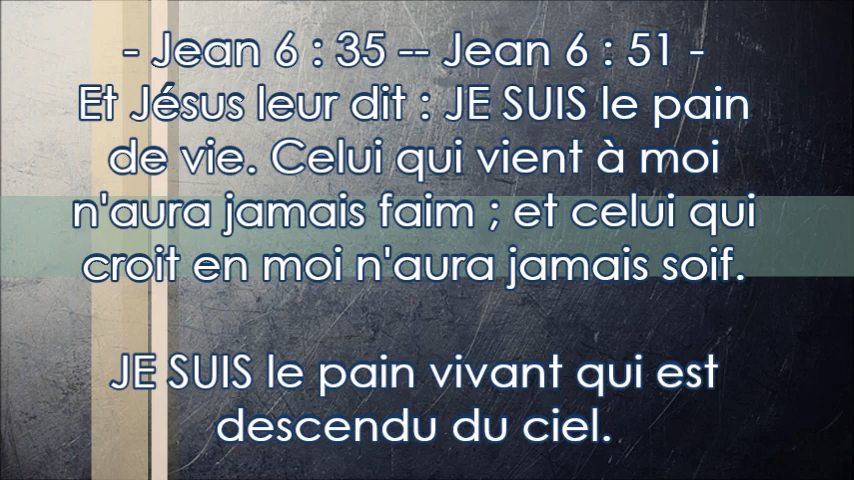 - Jean 6 : 35 -- Jean 6 : 51 -
Et Jésus leur dit : JE SUIS le pain
de vie. Celui qui vient à moi
n'aura jamais faim ; et celui qui
croit en moi n'aura jamais soif.
JE SUIS le pain vivant qui est
descendu du ciel.